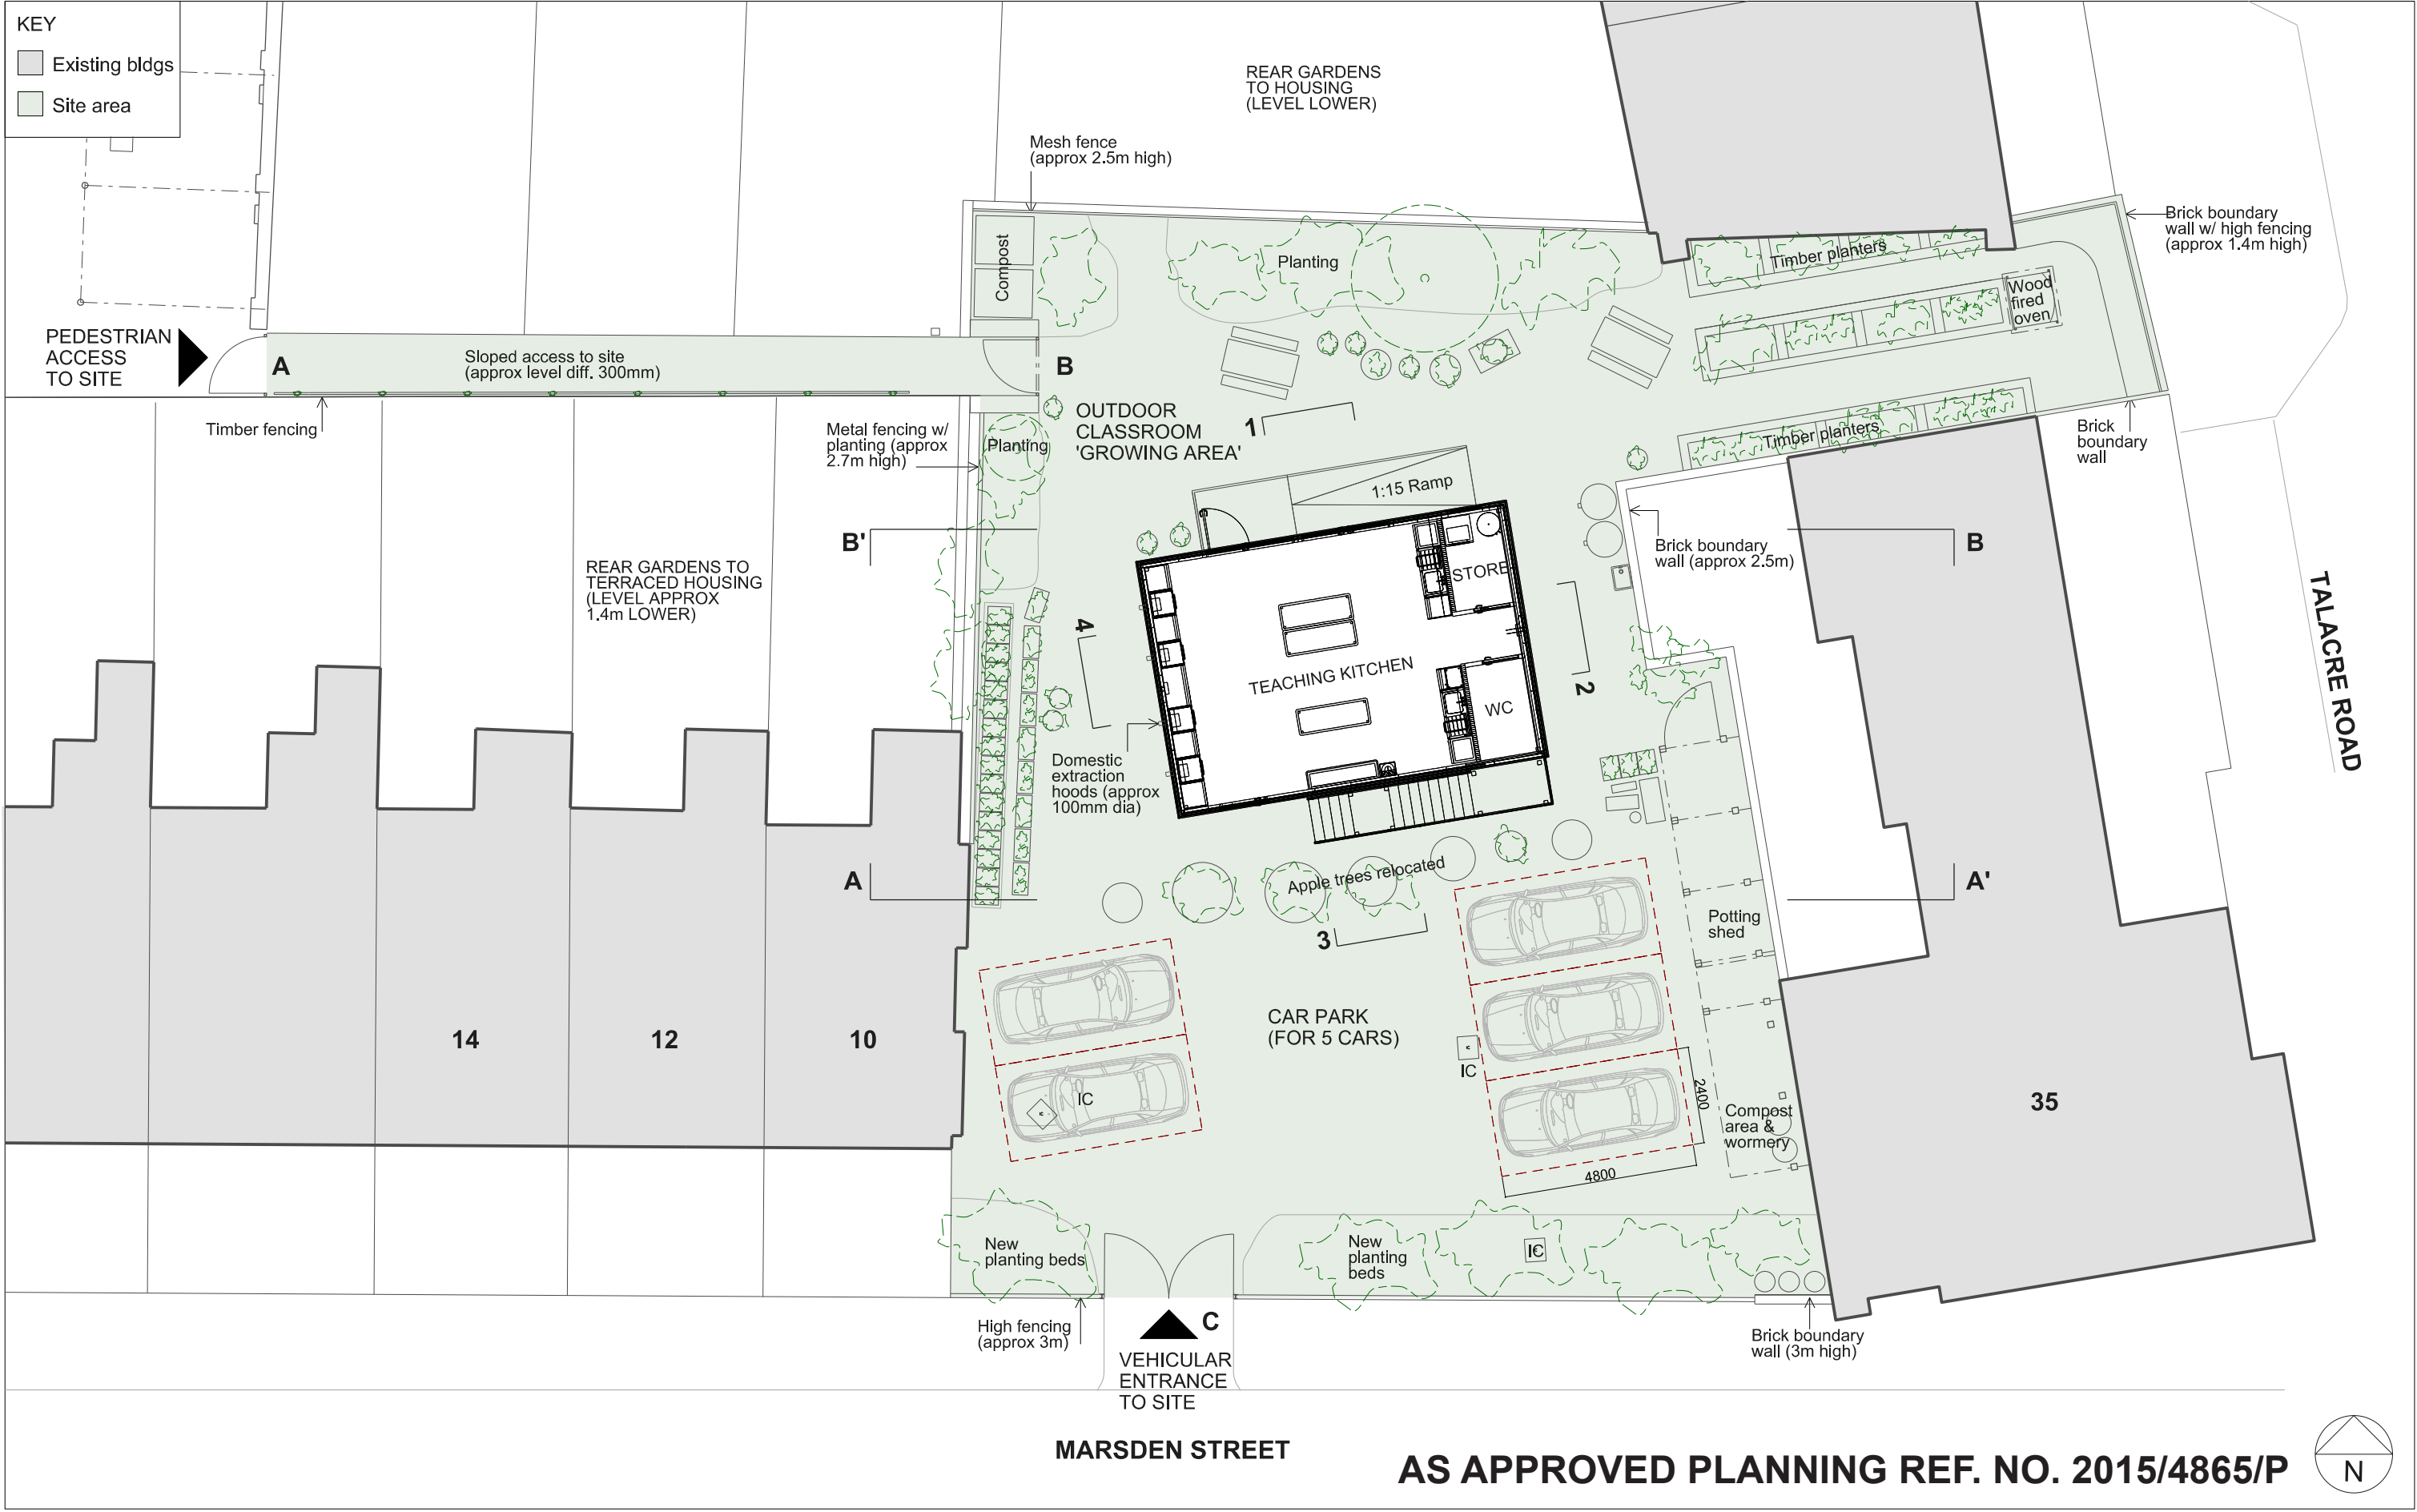 KEY
Existing bldgs
Site area
REAR GARDENS
TO HOUSING
(LEVEL LOWER)
Mesh fence
(approx 2.5m high)
Brick boundary
wall w/ high fencing
(approx 1.4m high)
Compost
Planting
Timber planters
Wood
fired
oven
PEDESTRIAN
ACCESS
TO SITE
A
Sloped access to site
(approx level diff. 300mm)
B
Timber fencing
Metal fencing w/
planting (approx
2.7m high)
Planting
OUTDOOR
CLASSROOM
'GROWING AREA'
1
Timber planters
Brick
boundary
wall
1:15 Ramp
B'
Brick boundary
wall (approx 2.5m)
B
REAR GARDENS TO
TERRACED HOUSING
(LEVEL APPROX
1.4m LOWER)
STORE
4
TEACHING KITCHEN
2
WC
TALACRE ROAD
Domestic
extraction
hoods (approx
100mm dia)
A
Apple trees relocated
A'
3
Potting
shed
14
12
10
CAR PARK
(FOR 5 CARS)
IC
IC
2400
4800
Compost
area &
wormery
35
New
planting beds
New
planting
beds
IC
High fencing
(approx 3m)
C
VEHICULAR
ENTRANCE
TO SITE
Brick boundary
wall (3m high)
MARSDEN STREET
AS APPROVED PLANNING REF. NO. 2015/4865/P
N